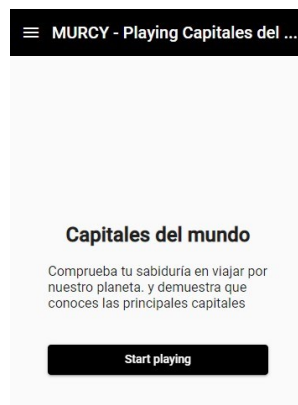 MURCY - Playing Capitales del ...
Capitales del mundo
Comprueba tu sabiduría en viajar por
nuestro planeta. y demuestra que
conoces las principales capitales
Start playing